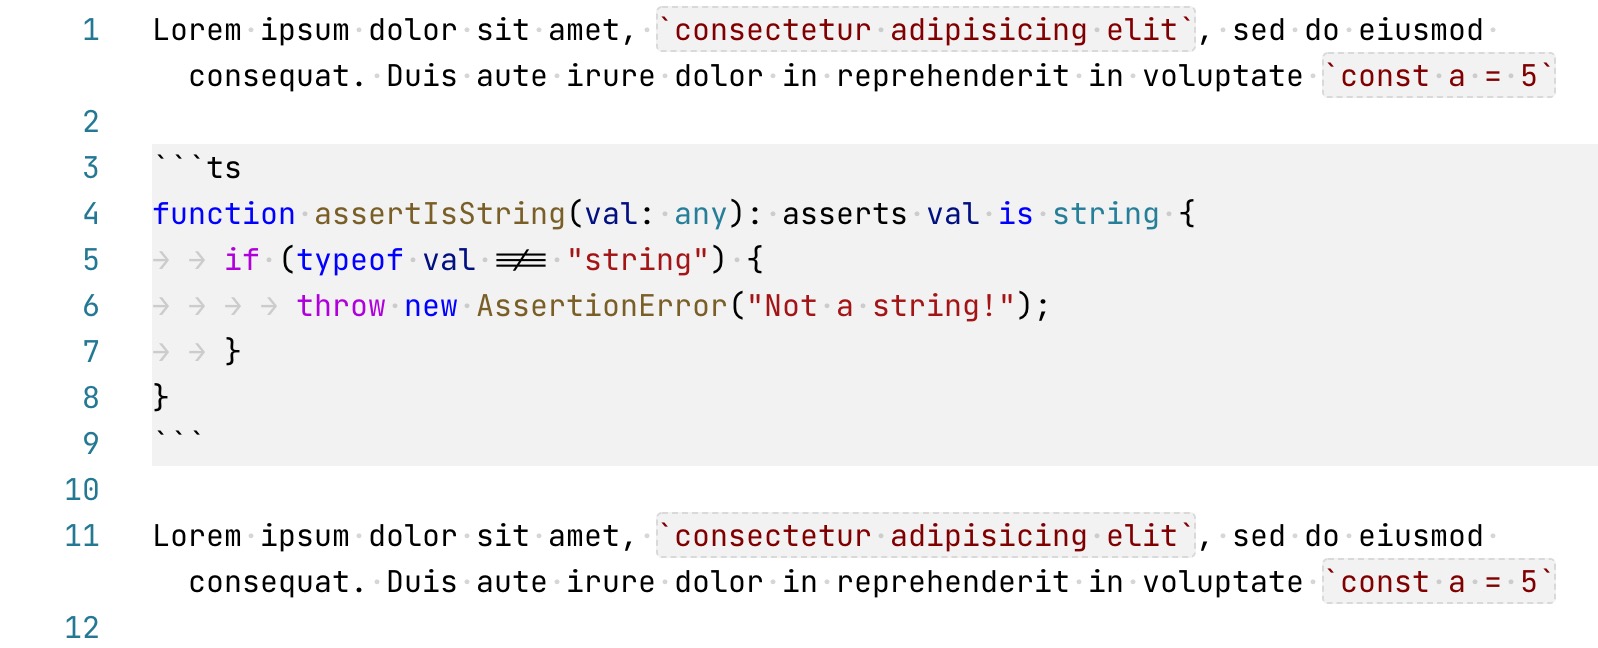 1 Lorem ipsum dolor sit amet, `consectetur adipisicing elit`, sed do eiusmod
consequat. Duis aute irure dolor in reprehenderit in voluptate `const a = 5`
2
3 ```ts
4 function assertIsString(val: any): asserts val is string {
5 → → if (typeof val !== "string") {
6 → → → → throw new AssertionError("Not a string!");
7 → → }
8 }
9 ```
10
11 Lorem ipsum dolor sit amet, `consectetur adipisicing elit`, sed do eiusmod
consequat. Duis aute irure dolor in reprehenderit in voluptate `const a = 5`
12